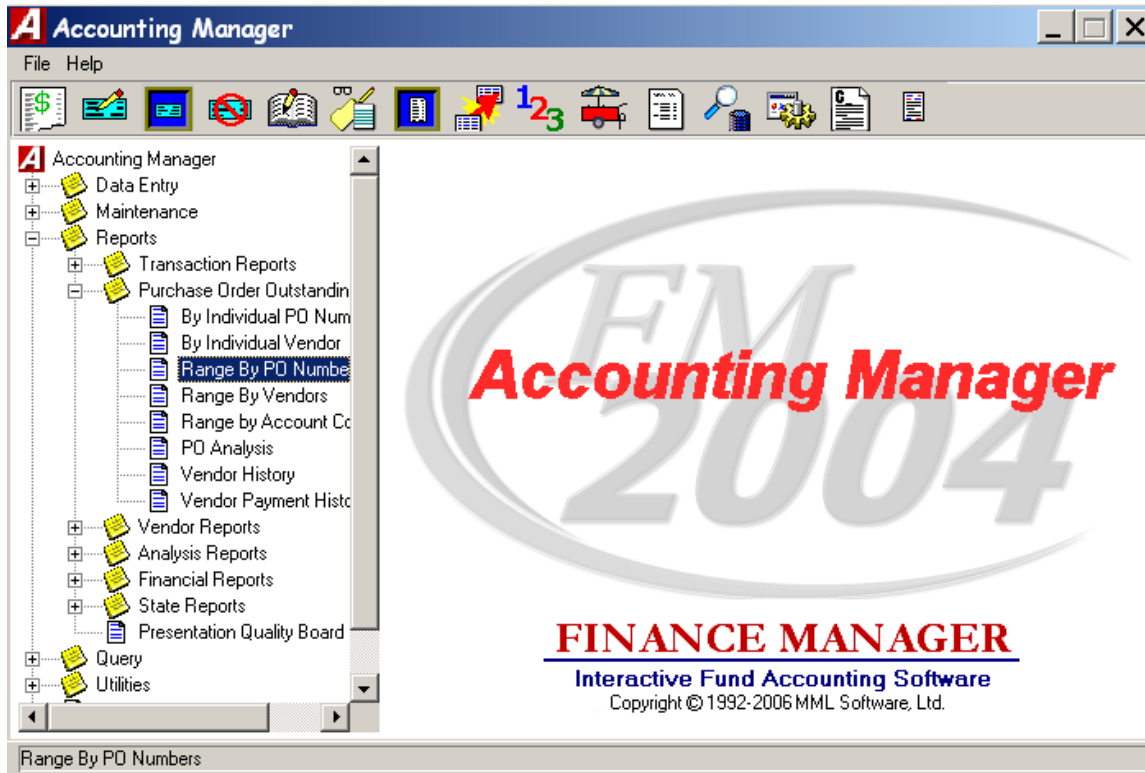 Accounting Manager
File Help
1 2 3
Accounting Manager
Data Entry
Maintenance
Reports
Transaction Reports
Purchase Order Outstandin
By Individual PO Num
By Individual Vendor
Range By PO Numbe
Range By Vendors
Range by Account Co
PO Analysis
Vendor History
Vendor Payment Histo
Vendor Reports
Analysis Reports
Financial Reports
State Reports
Presentation Quality Board
Query
Utilities
FM
Accounting Manager
2004
FINANCE MANAGER
Interactive Fund Accounting Software
Copyright © 1992-2006 MML Software, Ltd.
Range By PO Numbers